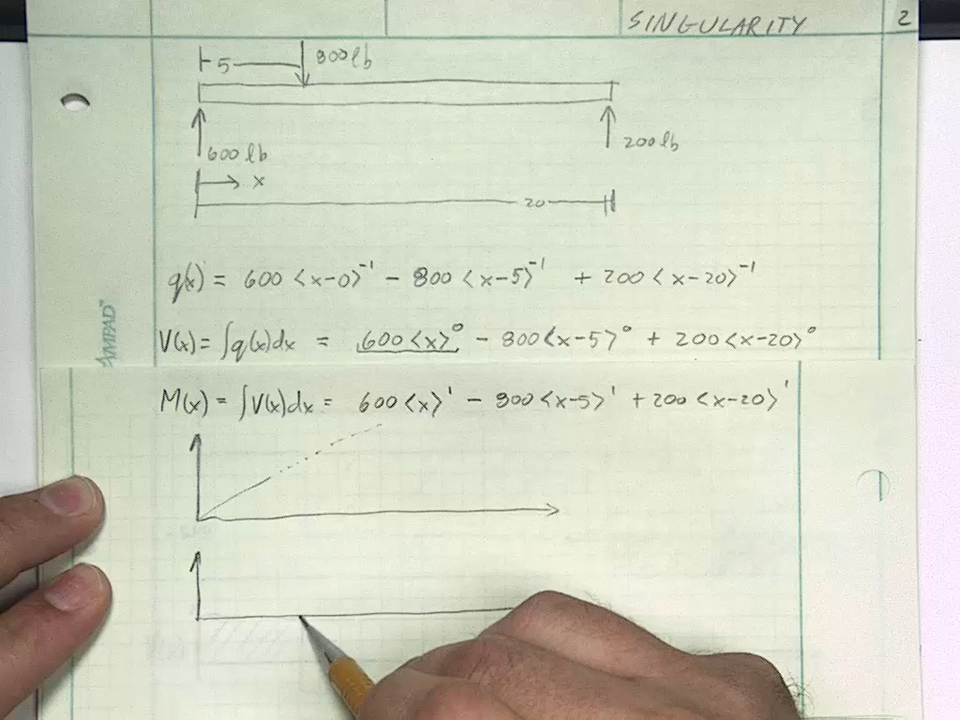 SINGULARITY 2
5 800 lb
600 lb 200 lb
x
20
q(x) = 600 <x-0>⁻¹ - 800 <x-5>⁻¹ + 200 <x-20>⁻¹
V(x) = ∫q(x)dx = 600 <x>⁰ - 800 <x-5>⁰ + 200 <x-20>⁰
AMPAD™
M(x) = ∫V(x)dx = 600 <x>¹ - 800 <x-5>¹ + 200 <x-20>¹